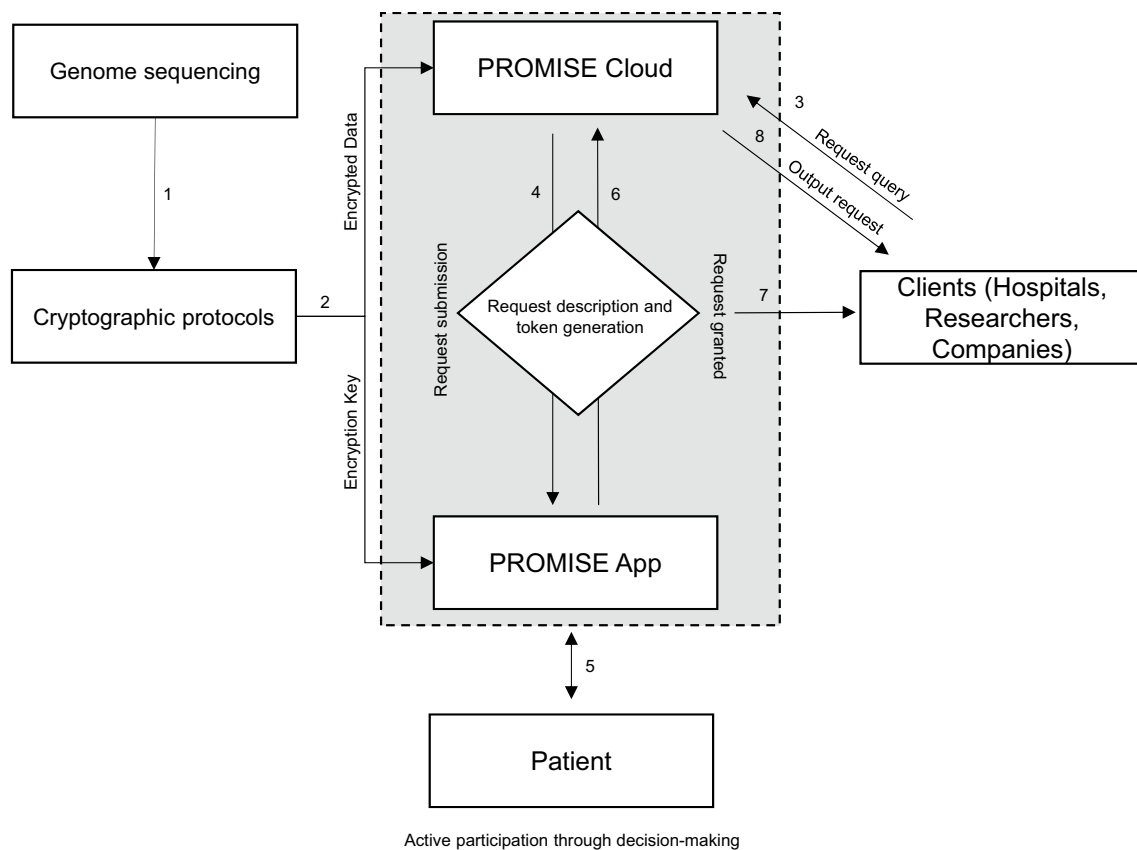 Genome sequencing
PROMISE Cloud
3
Request query
8
Output request
1
Encrypted Data
4
6
Cryptographic protocols
2
Request submission
Request description and
token generation
Request granted
7
Clients (Hospitals,
Researchers,
Companies)
Encryption Key
PROMISE App
5
Patient
Active participation through decision-making